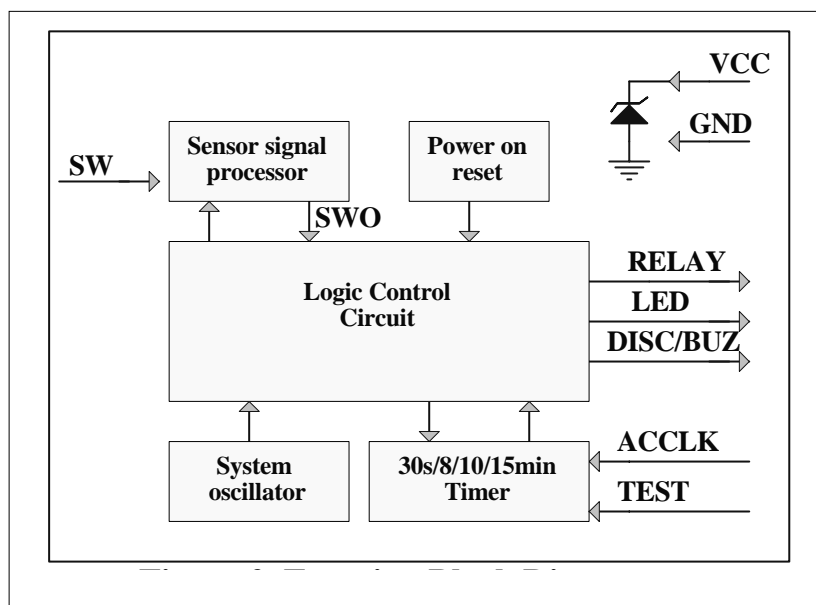 VCC
GND
Sensor signal
processor
Power on
reset
SW
SWO
Logic Control
Circuit
RELAY
LED
DISC/BUZ
System
oscillator
30s/8/10/15min
Timer
ACCLK
TEST